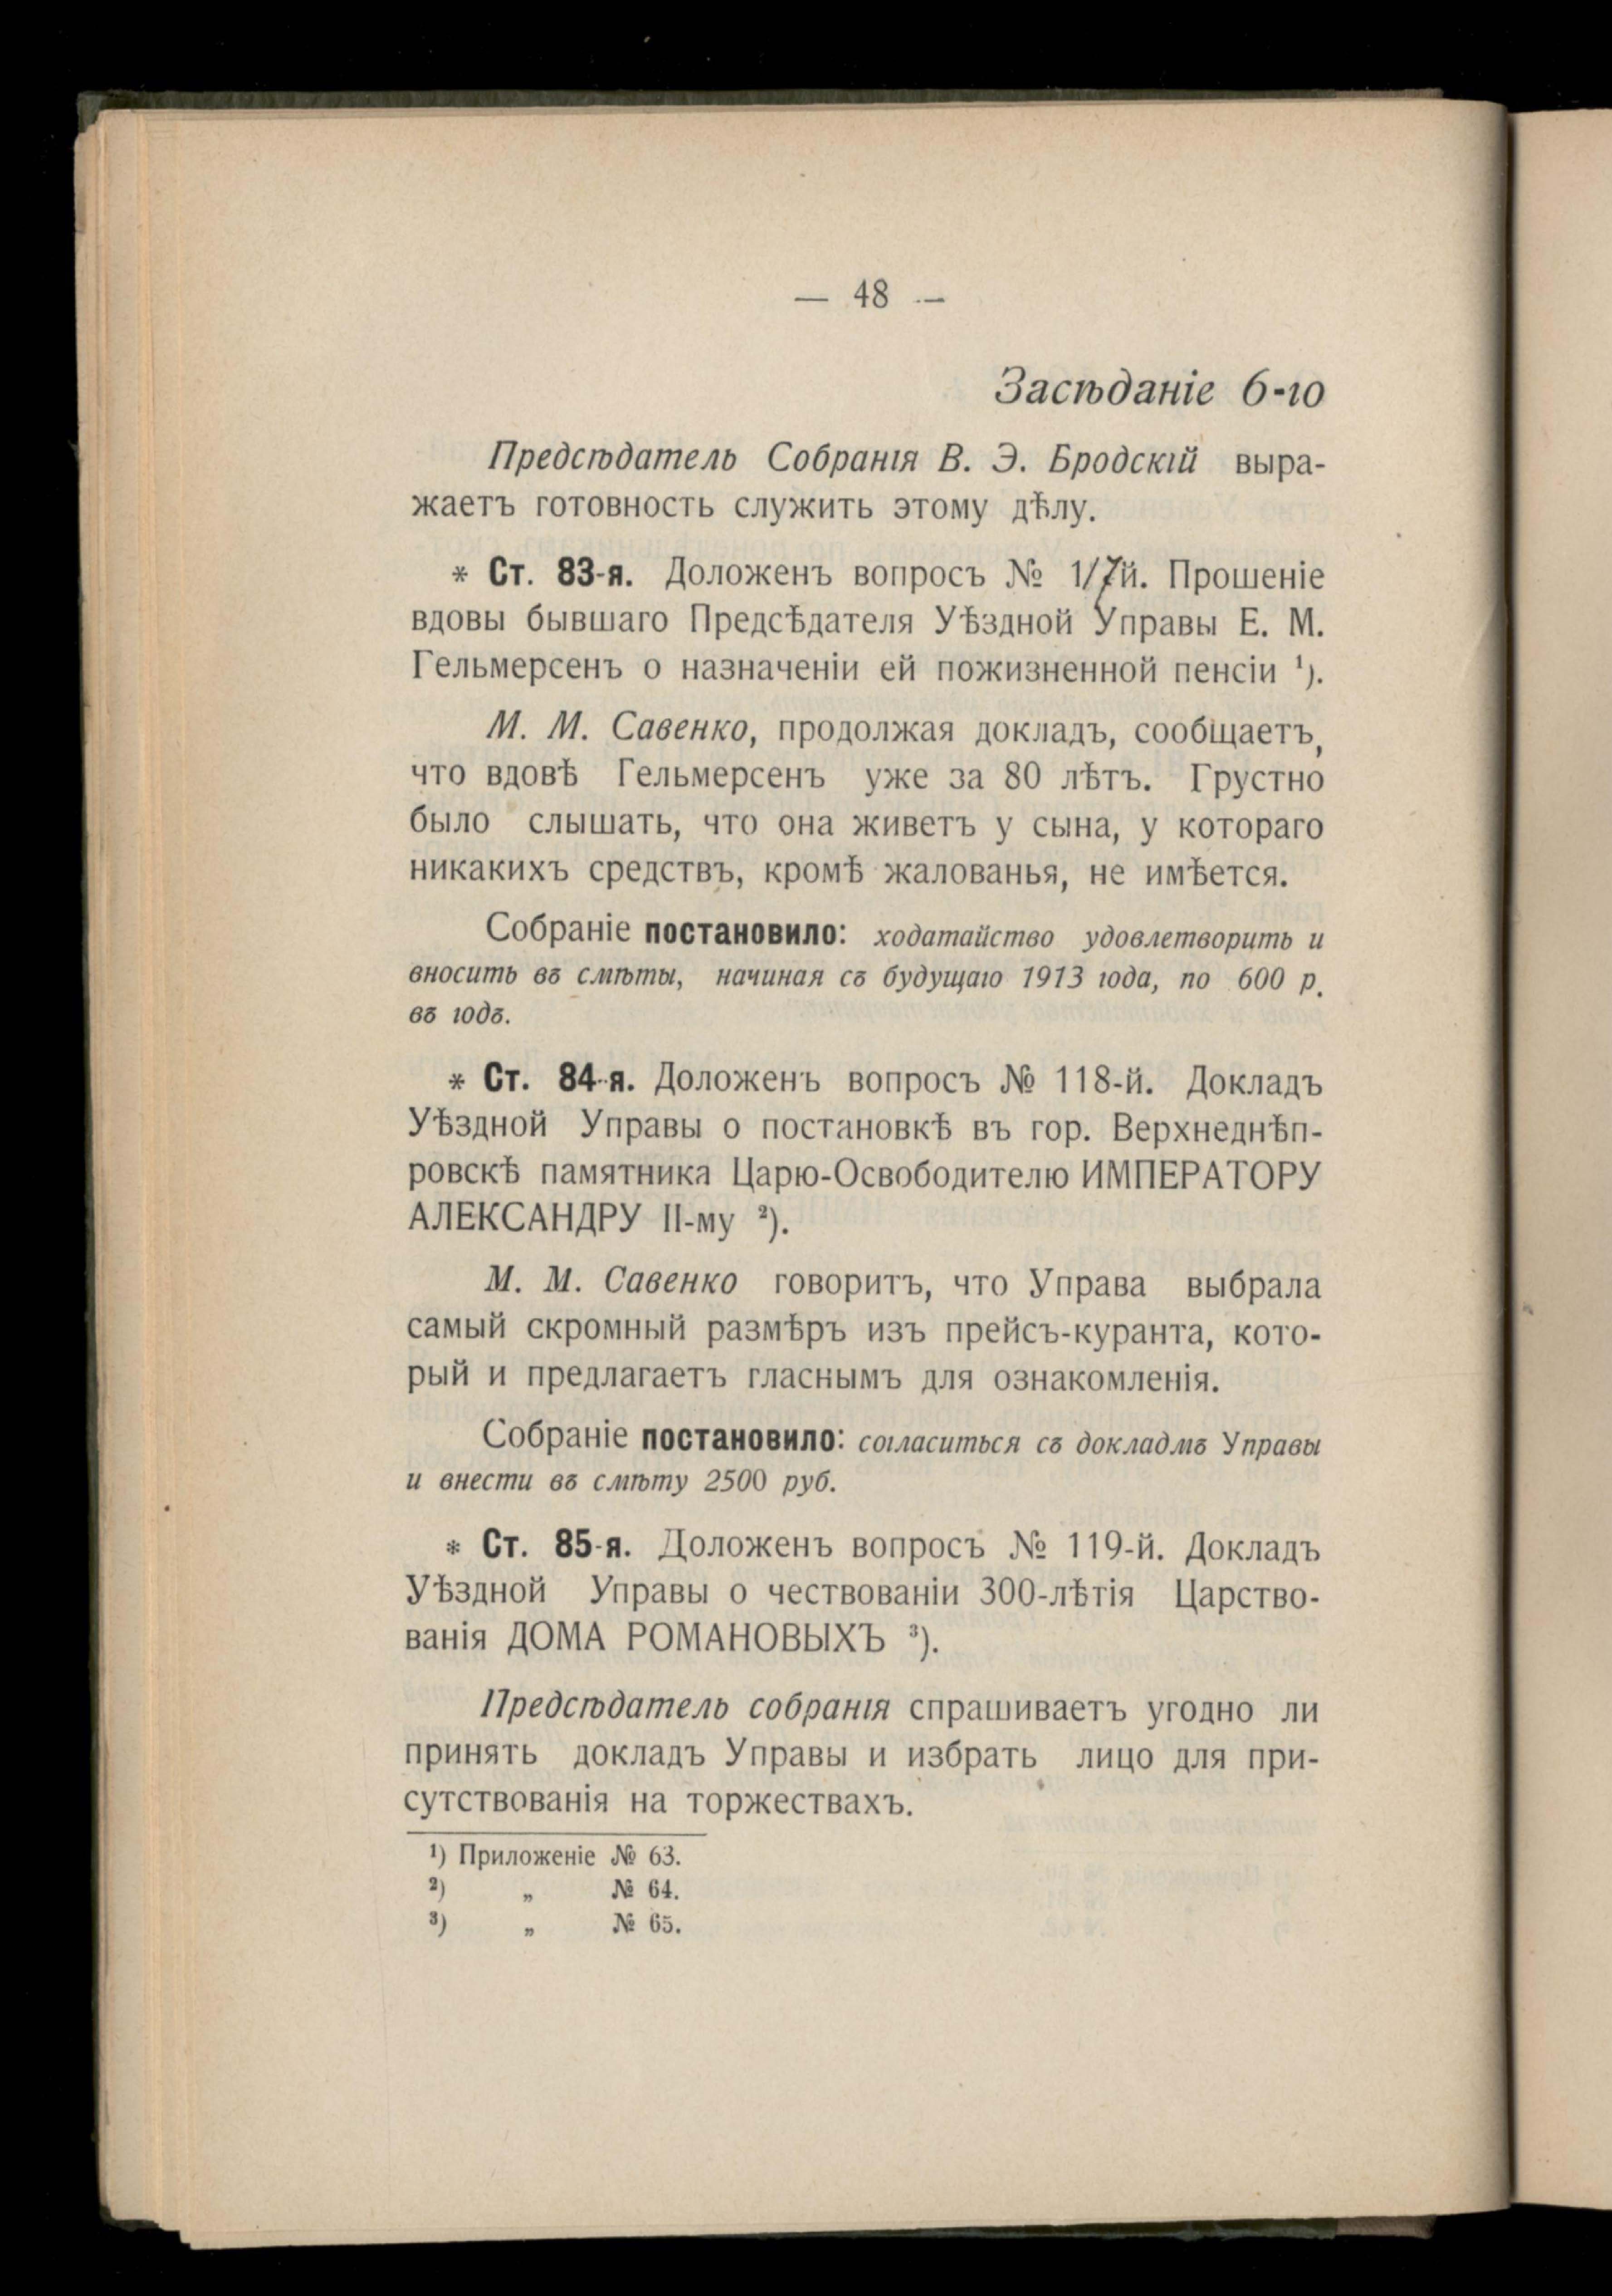 — 48 —
Засѣданіе 6-го
Предсѣдатель Собранія В. Э. Бродскій выра-
жаетъ готовность служить этому дѣлу.
* Ст. 83-я. Доложенъ вопросъ № 1/7й. Прошеніе
вдовы бывшаго Предсѣдателя Уѣздной Управы Е. М.
Гельмерсенъ о назначеніи ей пожизненной пенсіи ¹).
М. М. Савенко, продолжая докладъ, сообщаетъ,
что вдовѣ Гельмерсенъ уже за 80 лѣтъ. Грустно
было слышать, что она живетъ у сына, у котораго
никакихъ средствъ, кромѣ жалованья, не имѣется.
Собраніе постановило: ходатайство удовлетворить и
вносить въ смѣты, начиная съ будущаго 1913 года, по 600 р.
въ годъ.
* Ст. 84-я. Доложенъ вопросъ № 118-й. Докладъ
Уѣздной Управы о постановкѣ въ гор. Верхнеднѣп-
ровскѣ памятника Царю-Освободителю ИМПЕРАТОРУ
АЛЕКСАНДРУ II-му ²).
М. М. Савенко говоритъ, что Управа выбрала
самый скромный размѣръ изъ прейсъ-куранта, кото-
рый и предлагаетъ гласнымъ для ознакомленія.
Собраніе постановило: согласиться съ докладмъ Управы
и внести въ смѣту 2500 руб.
* Ст. 85-я. Доложенъ вопросъ № 119-й. Докладъ
Уѣздной Управы о чествованіи 300-лѣтія Царство-
ванія ДОМА РОМАНОВЫХЪ ³).
Предсѣдатель собранія спрашиваетъ угодно ли
принять докладъ Управы и избрать лицо для при-
сутствованія на торжествахъ.
¹) Приложеніе № 63.
²) „ № 64.
³) „ № 65.